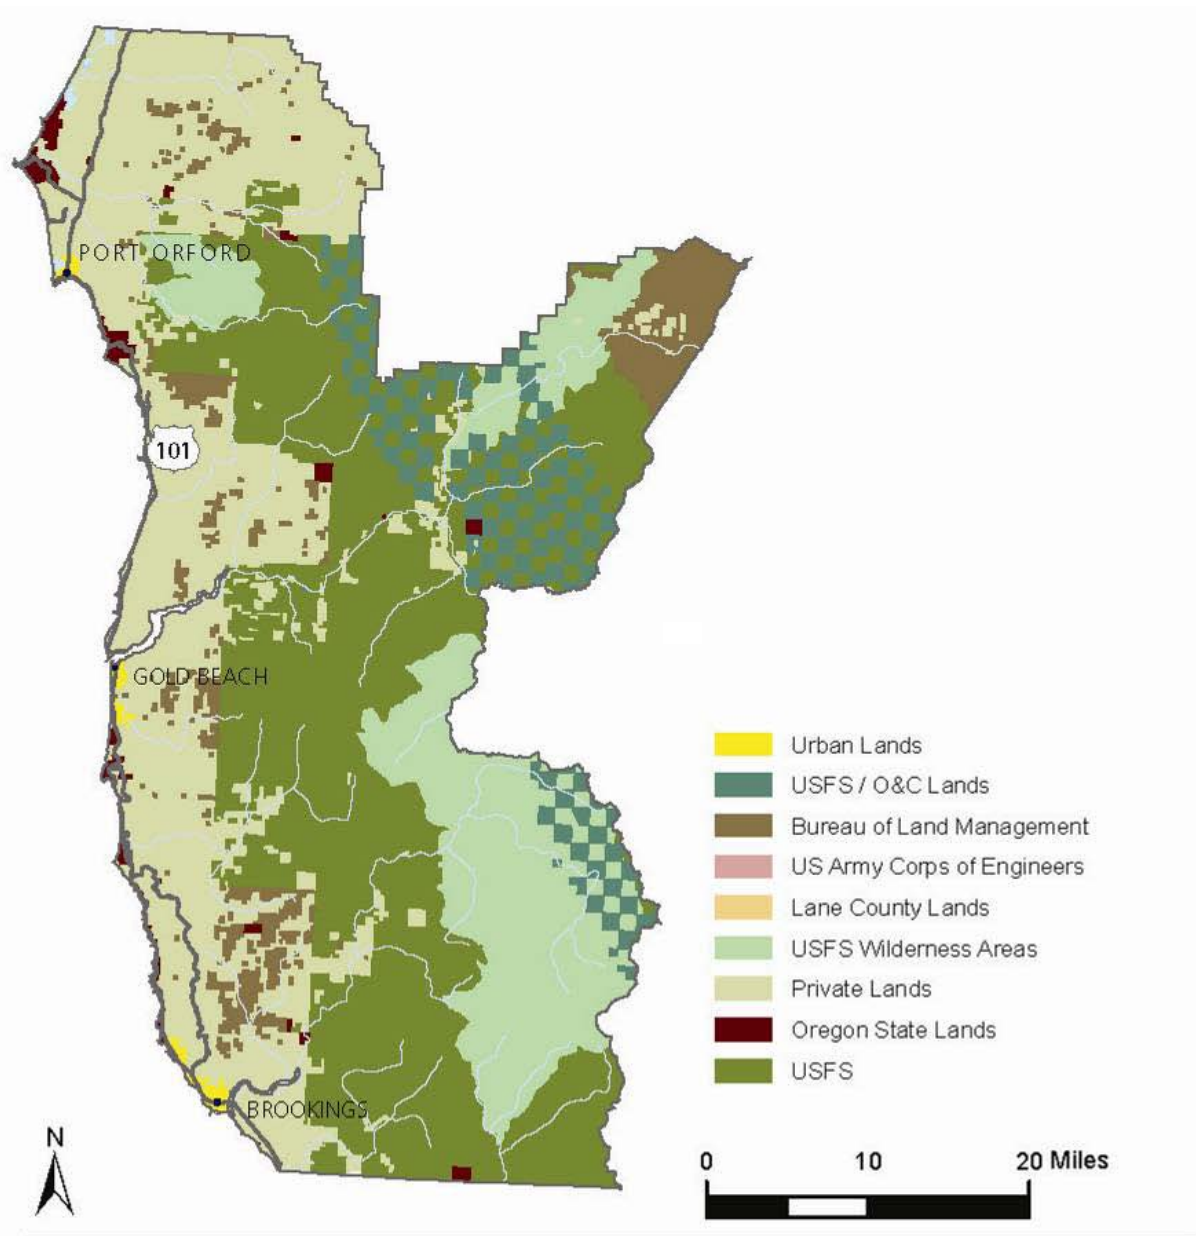 PORT ORFORD
101
GOLD BEACH
Urban Lands
USFS / O&C Lands
Bureau of Land Management
US Army Corps of Engineers
Lane County Lands
USFS Wilderness Areas
Private Lands
Oregon State Lands
USFS
BROOKINGS
N
0 10 20 Miles